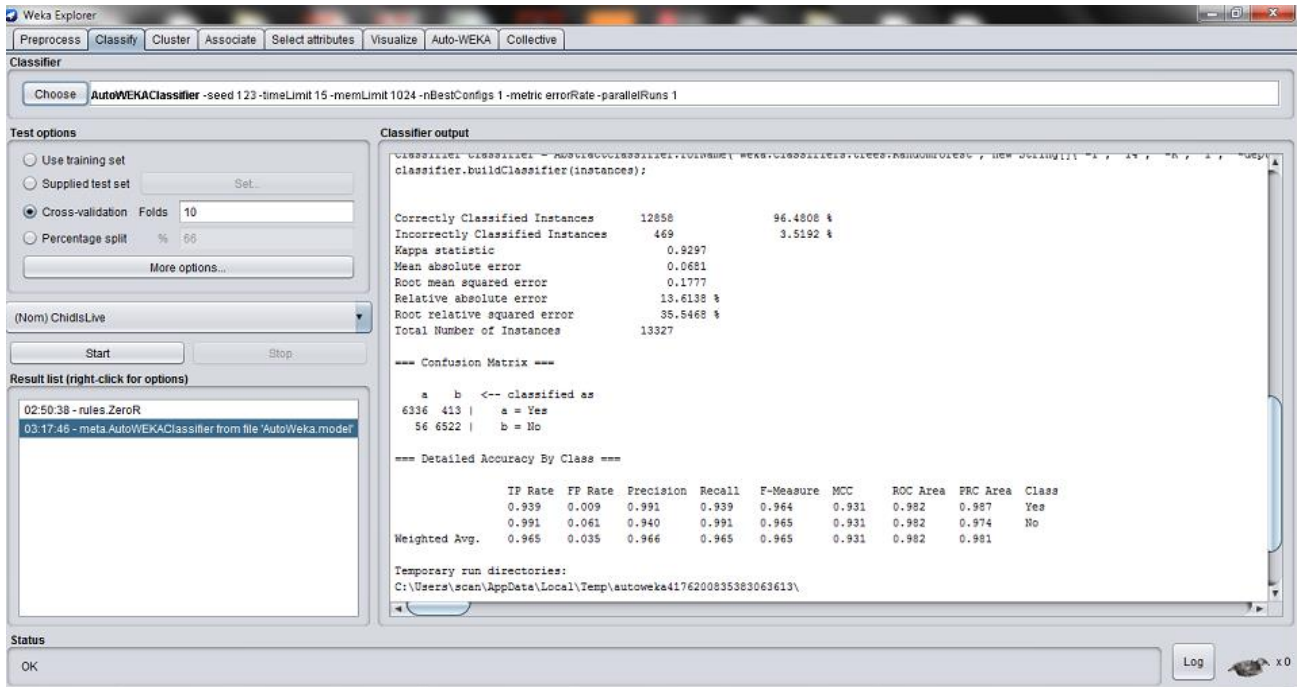 Weka Explorer
Preprocess Classify Cluster Associate Select attributes Visualize Auto-WEKA Collective
Classifier
Choose AutoWEKAClassifier -seed 123 -timeLimit 15 -memLimit 1024 -nBestConfigs 1 -metric errorRate -parallelRuns 1
Test options
Use training set
Supplied test set Set...
Cross-validation Folds 10
Percentage split % 66
More options...
(Nom) ChidIsLive
Start Stop
Result list (right-click for options)
02:50:38 - rules.ZeroR
03:17:46 - meta.AutoWEKAClassifier from file 'AutoWeka.model'
Classifier output
classifier.buildClassifier(instances);
Correctly Classified Instances 12858 96.4808 %
Incorrectly Classified Instances 469 3.5192 %
Kappa statistic 0.9297
Mean absolute error 0.0681
Root mean squared error 0.1777
Relative absolute error 13.6138 %
Root relative squared error 35.5468 %
Total Number of Instances 13327
=== Confusion Matrix ===
a b <-- classified as
6336 413 | a = Yes
56 6522 | b = No
=== Detailed Accuracy By Class ===
TP Rate FP Rate Precision Recall F-Measure MCC ROC Area PRC Area Class
0.939 0.009 0.991 0.939 0.964 0.931 0.982 0.987 Yes
0.991 0.061 0.940 0.991 0.965 0.931 0.982 0.974 No
Weighted Avg. 0.965 0.035 0.966 0.965 0.965 0.931 0.982 0.981
Temporary run directories:
C:\Users\scan\AppData\Local\Temp\autoweka4176200835383063613\
Status
OK
Log x 0